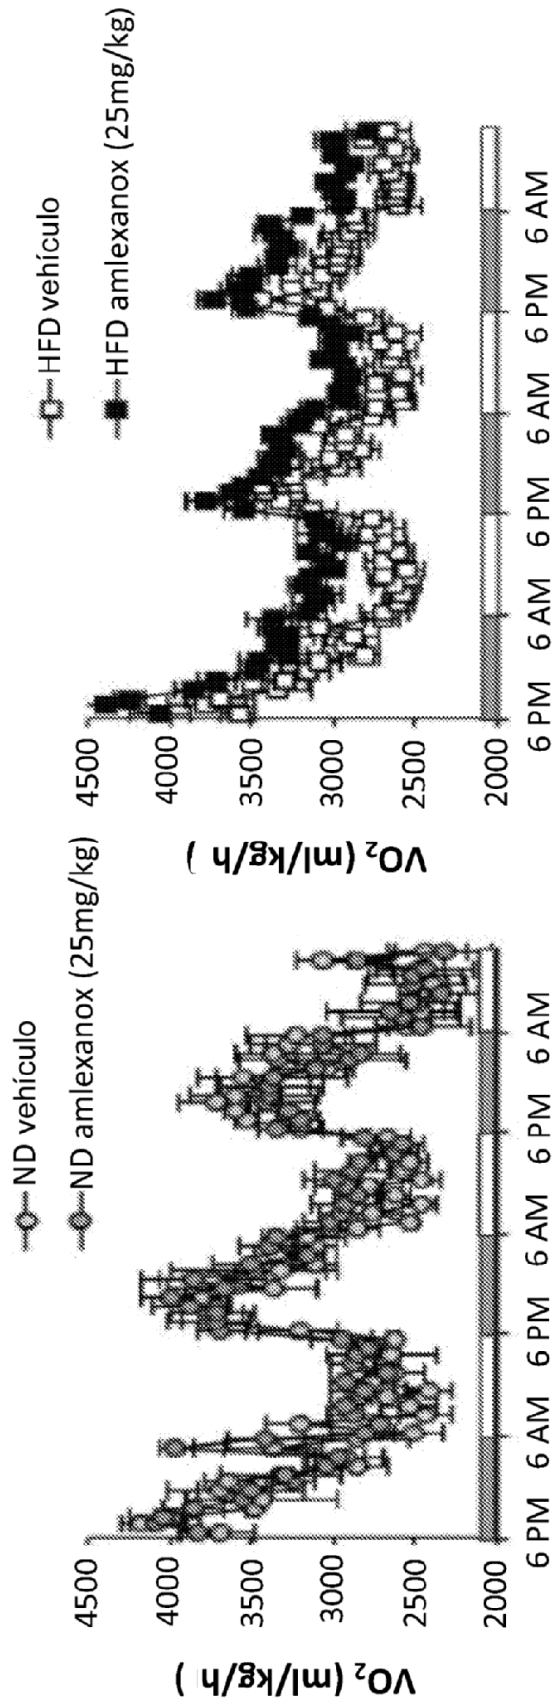 ND vehículo
ND amlexanox (25mg/kg)
VO₂ (ml/kg/h )
4500
4000
3500
3000
2500
2000
6 PM
6 AM
6 PM
6 AM
6 PM
6 AM
HFD vehículo
HFD amlexanox (25mg/kg)
VO₂ (ml/kg/h )
4500
4000
3500
3000
2500
2000
6 PM
6 AM
6 PM
6 AM
6 PM
6 AM